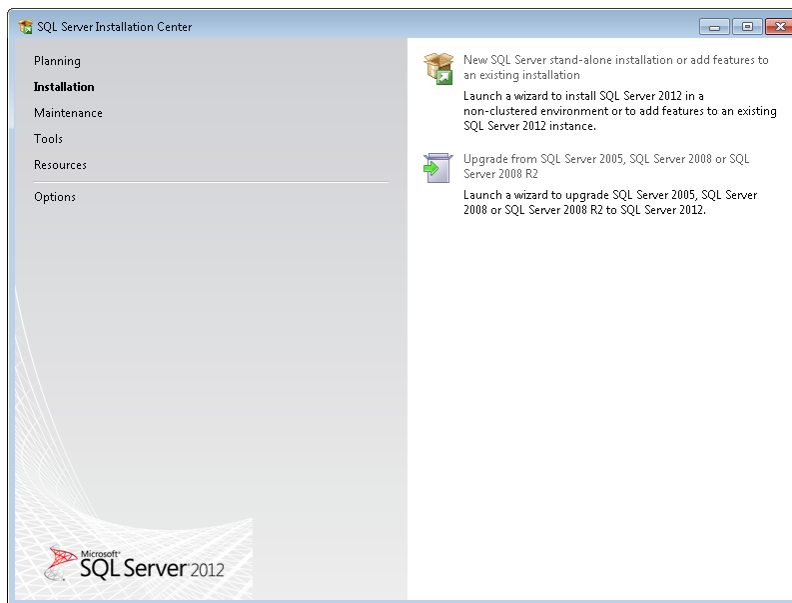 SQL Server Installation Center
Planning
Installation
Maintenance
Tools
Resources
Options
New SQL Server stand-alone installation or add features to
an existing installation
Launch a wizard to install SQL Server 2012 in a
non-clustered environment or to add features to an existing
SQL Server 2012 instance.
Upgrade from SQL Server 2005, SQL Server 2008 or SQL
Server 2008 R2
Launch a wizard to upgrade SQL Server 2005, SQL Server
2008 or SQL Server 2008 R2 to SQL Server 2012.
Microsoft®
SQL Server 2012